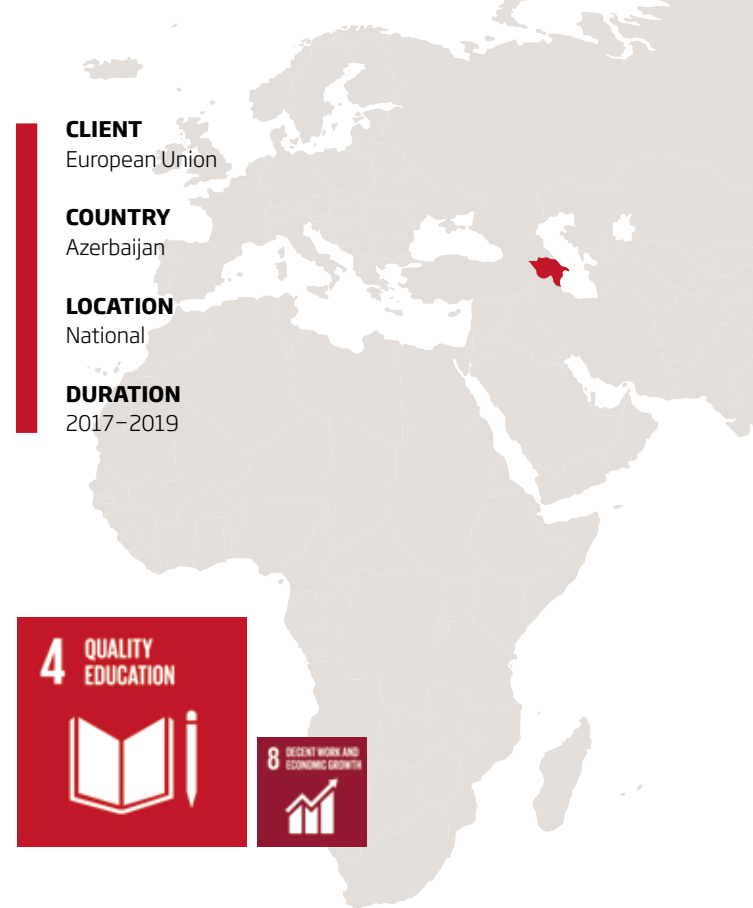 CLIENT
European Union
COUNTRY
Azerbaijan
LOCATION
National
DURATION
2017–2019
4 QUALITY
EDUCATION
8 DECENT WORK AND
ECONOMIC GROWTH